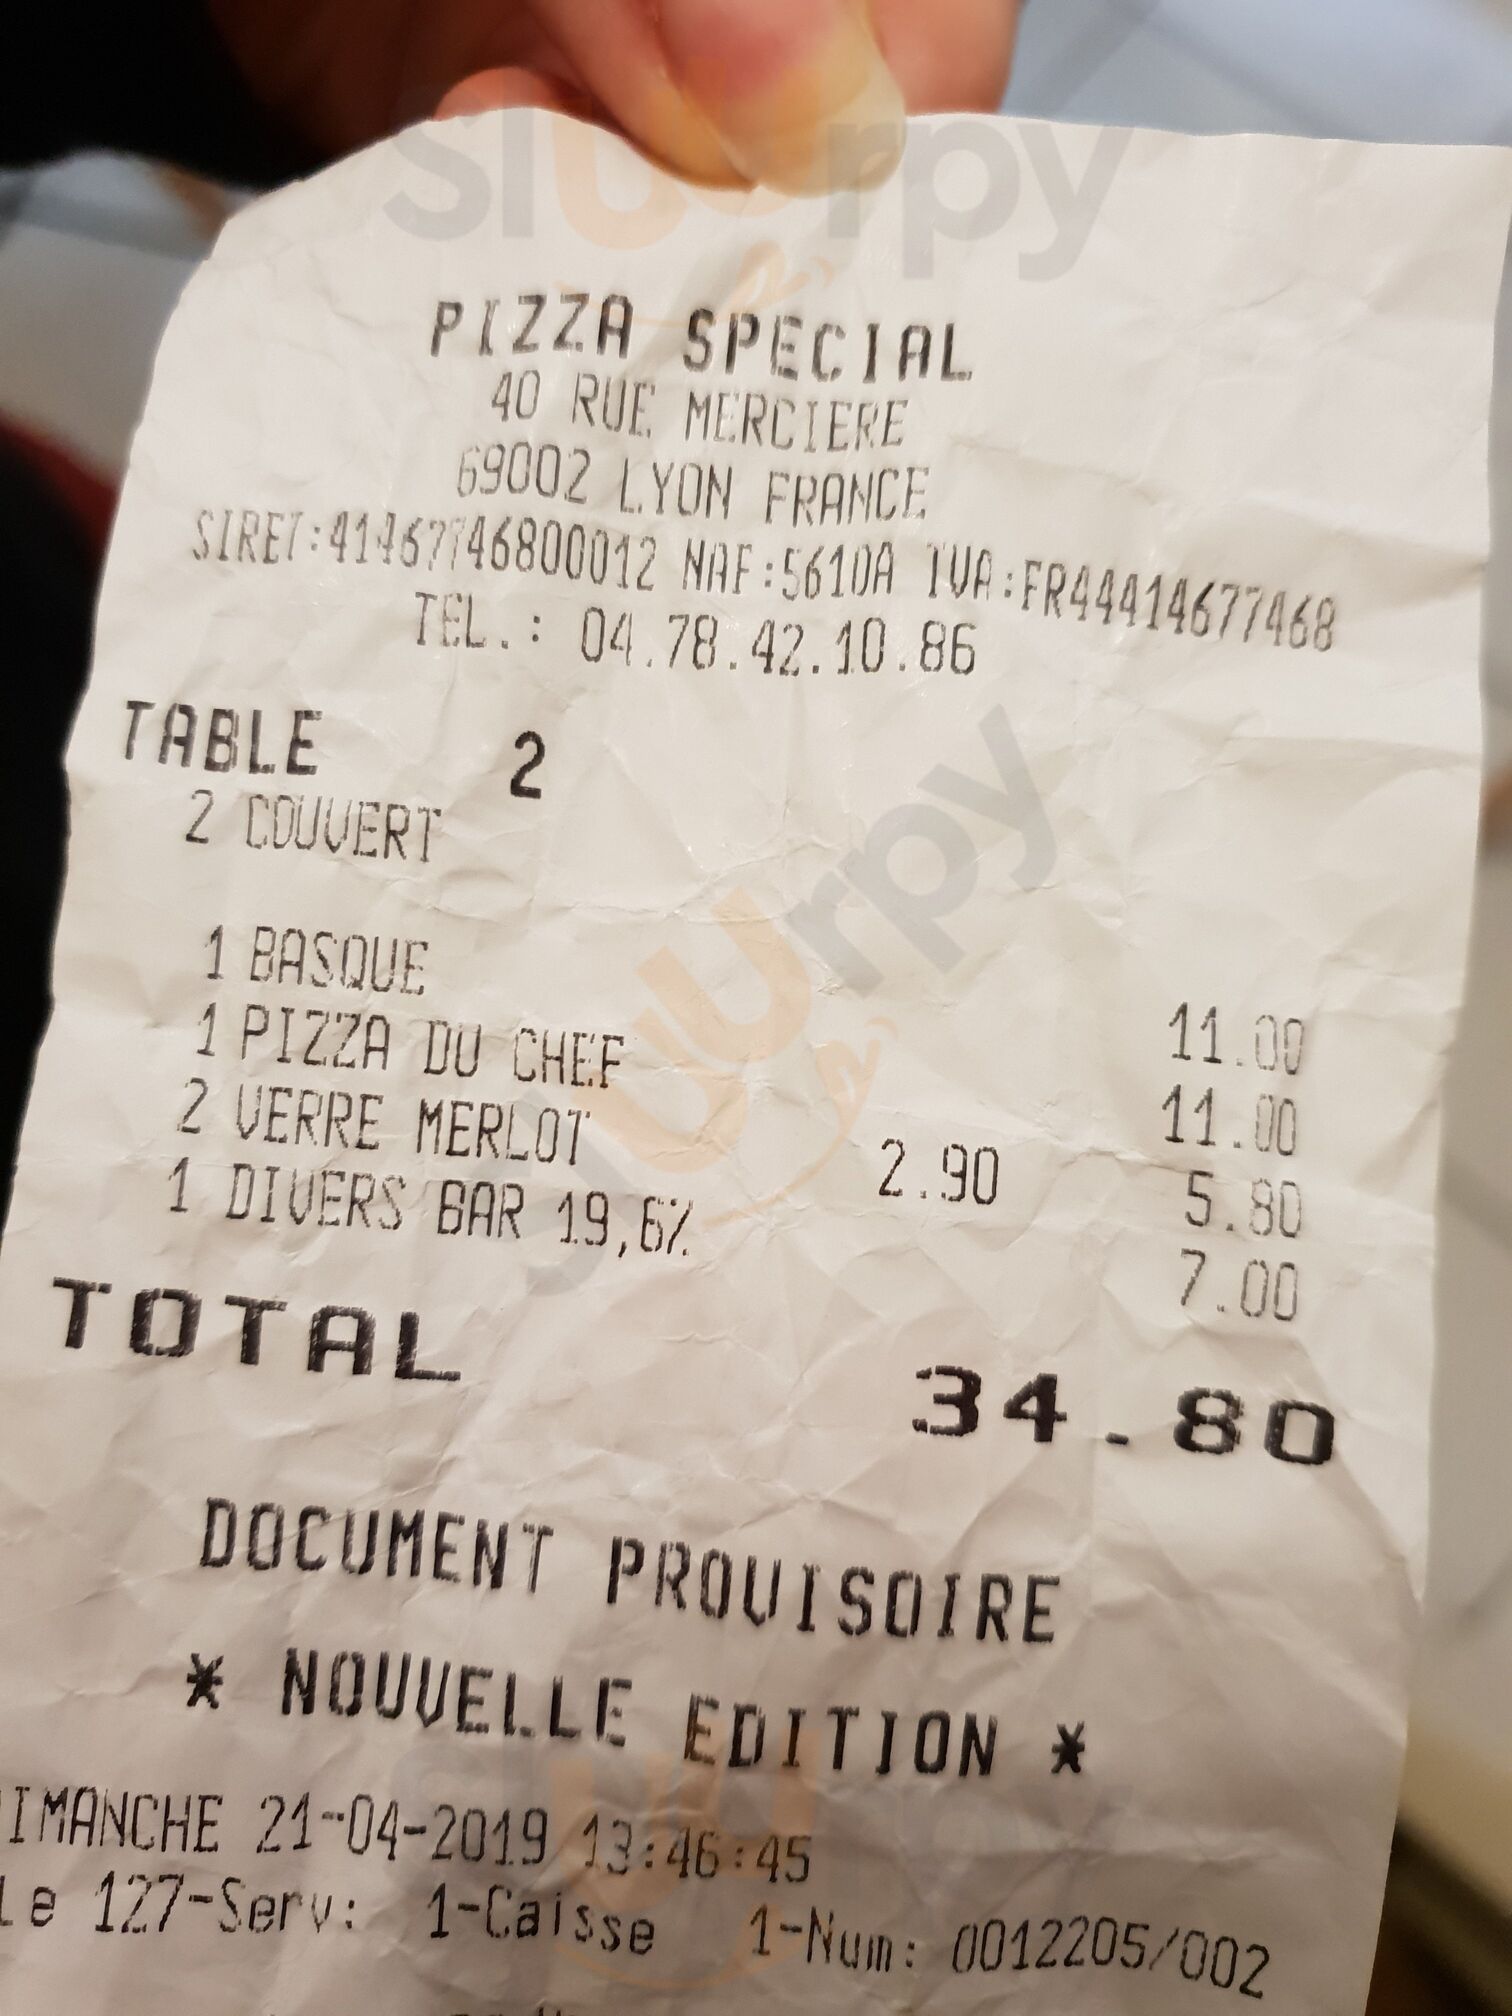 sluurpy
PIZZA SPECIAL
40 RUE MERCIERE
69002 LYON FRANCE
SIRET:41467746800012 NAF:5610A TVA:FR44414677468
TEL.: 04.78.42.10.86
TABLE 2
2 COUVERT
sluurpy
1 BASQUE 11.00
1 PIZZA DU CHEF 11.00
2 VERRE MERLOT 2.90 5.80
1 DIVERS BAR 19,6% 7.00
TOTAL 34.80
DOCUMENT PROVISOIRE
* NOUVELLE EDITION *
IMANCHE 21-04-2019 13:46:45
Le 127-Serv: 1-Caisse 1-Num: 0012205/002